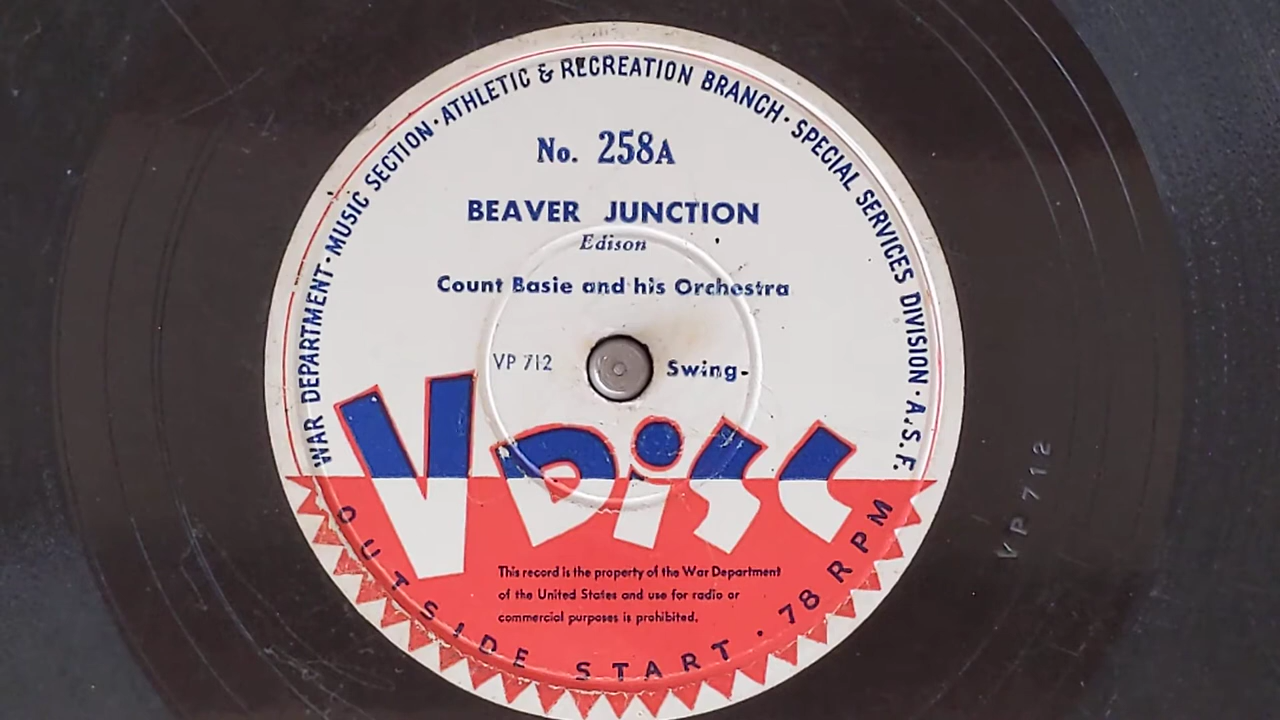 WAR DEPARTMENT·MUSIC SECTION·ATHLETIC & RECREATION BRANCH·SPECIAL SERVICES DIVISION·A.S.F.
No. 258A
BEAVER JUNCTION
Edison
Count Basie and his Orchestra
VP 712
Swing-
V DiSC
This record is the property of the War Department
of the United States and use for radio or
commercial purposes is prohibited.
OUTSIDE START · 78 RPM
VP712